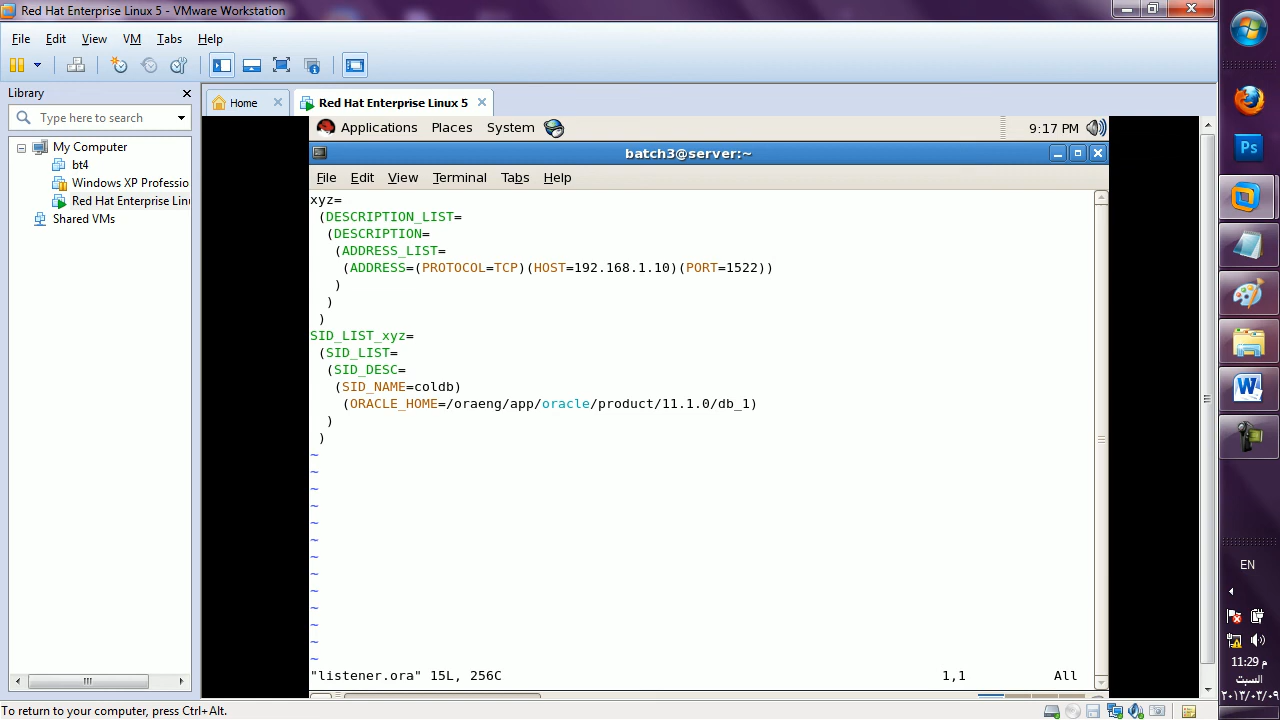 Red Hat Enterprise Linux 5 - VMware Workstation
File Edit View VM Tabs Help
Library
Type here to search
My Computer
bt4
Windows XP Professio
Red Hat Enterprise Lin
Shared VMs
Home
Red Hat Enterprise Linux 5
Applications Places System
9:17 PM
batch3@server:~
File Edit View Terminal Tabs Help
xyz=
(DESCRIPTION_LIST=
(DESCRIPTION=
(ADDRESS_LIST=
(ADDRESS=(PROTOCOL=TCP)(HOST=192.168.1.10)(PORT=1522))
)
)
)
SID_LIST_xyz=
(SID_LIST=
(SID_DESC=
(SID_NAME=coldb)
(ORACLE_HOME=/oraeng/app/oracle/product/11.1.0/db_1)
)
)
~
~
~
~
~
~
~
~
~
~
~
~
~
"listener.ora" 15L, 256C 1,1 All
Ps
W
EN
11:29 م
السبت
٢٠١٣/٠٣/٠٩
To return to your computer, press Ctrl+Alt.